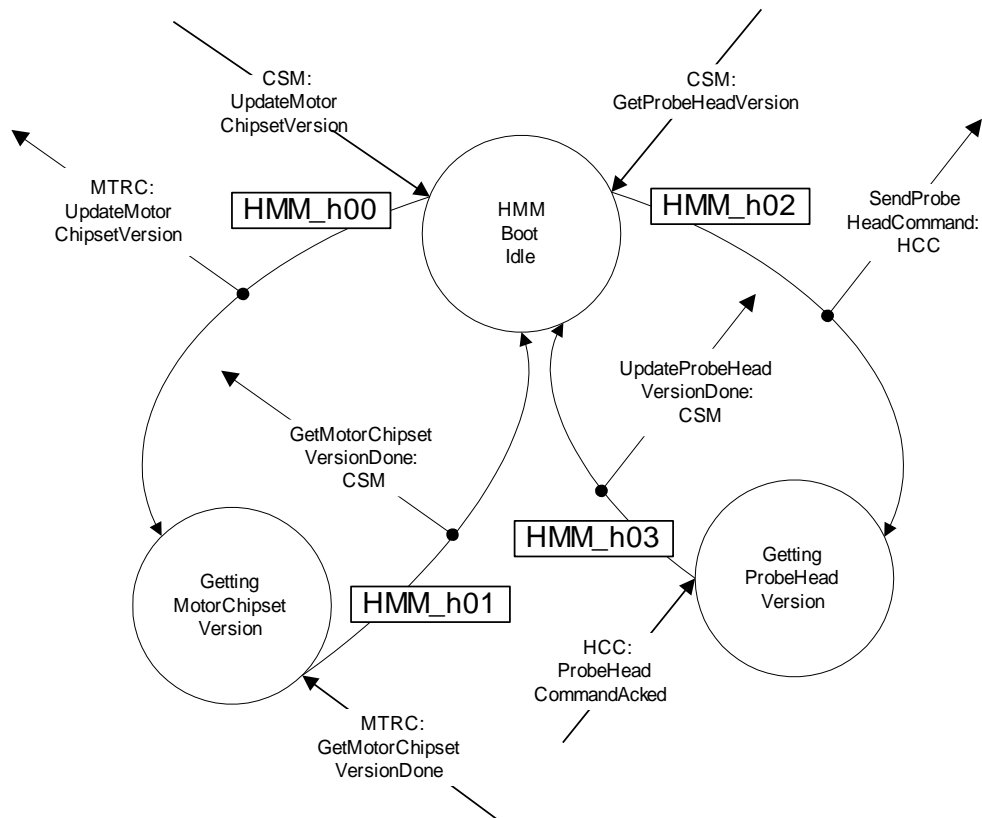 CSM:
UpdateMotor
ChipsetVersion
CSM:
GetProbeHeadVersion
MTRC:
UpdateMotor
ChipsetVersion
HMM_h00
HMM
Boot
Idle
HMM_h02
SendProbe
HeadCommand:
HCC
UpdateProbeHead
VersionDone:
CSM
GetMotorChipset
VersionDone:
CSM
HMM_h03
Getting
ProbeHead
Version
Getting
MotorChipset
Version
HMM_h01
HCC:
ProbeHead
CommandAcked
MTRC:
GetMotorChipset
VersionDone